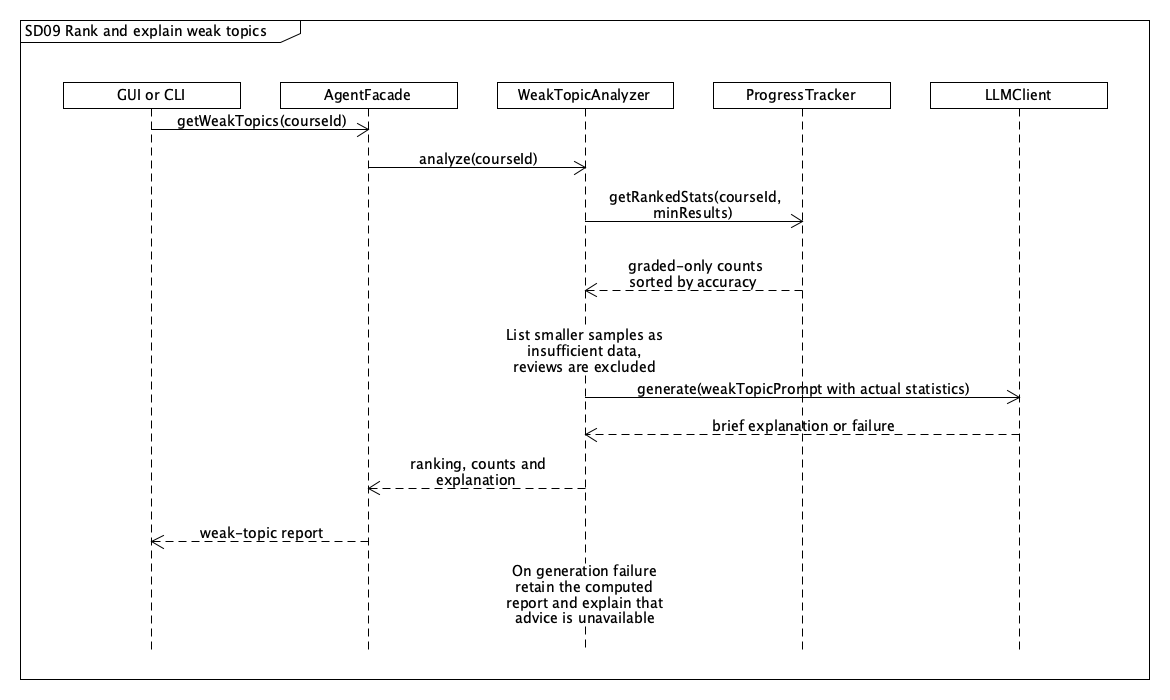 SD09 Rank and explain weak topics
GUI or CLI
AgentFacade
WeakTopicAnalyzer
ProgressTracker
LLMClient
getWeakTopics(courseId)
analyze(courseId)
getRankedStats(courseId,
minResults)
graded-only counts
sorted by accuracy
List smaller samples as
insufficient data,
reviews are excluded
generate(weakTopicPrompt with actual statistics)
brief explanation or failure
ranking, counts and
explanation
weak-topic report
On generation failure
retain the computed
report and explain that
advice is unavailable